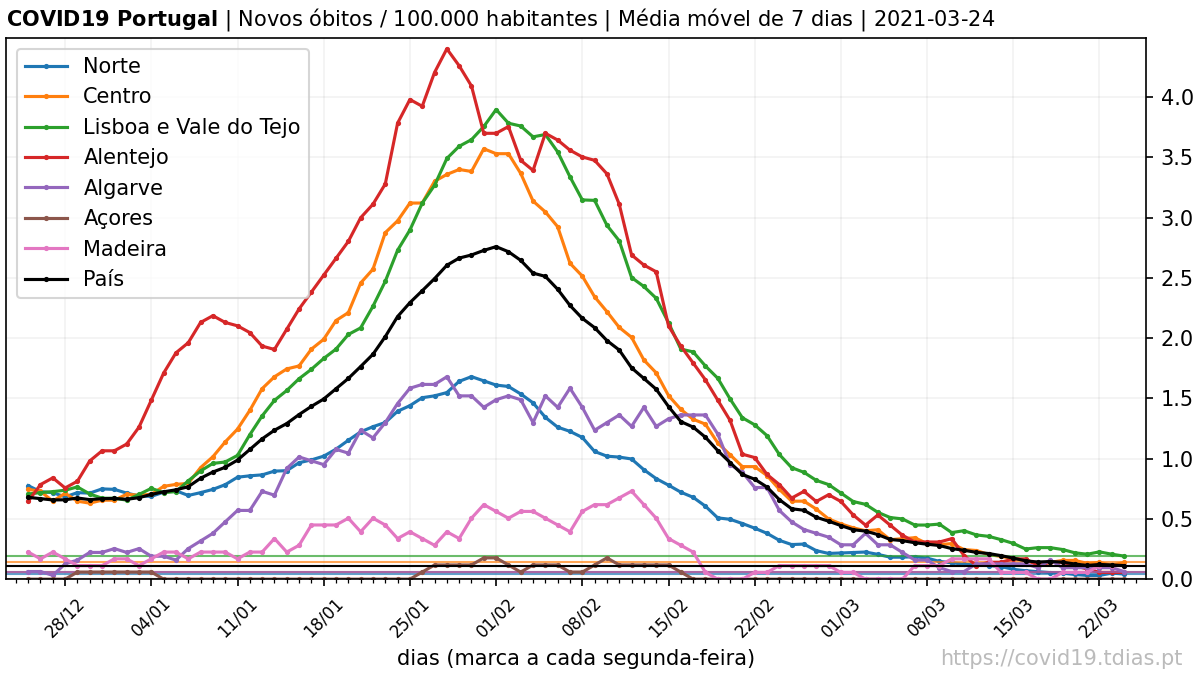 COVID19 Portugal | Novos óbitos / 100.000 habitantes | Média móvel de 7 dias | 2021-03-24
Norte
Centro
Lisboa e Vale do Tejo
Alentejo
Algarve
Açores
Madeira
País
4.0
3.5
3.0
2.5
2.0
1.5
1.0
0.5
0.0
28/12
04/01
11/01
18/01
25/01
01/02
08/02
15/02
22/02
01/03
08/03
15/03
22/03
dias (marca a cada segunda-feira)
https://covid19.tdias.pt